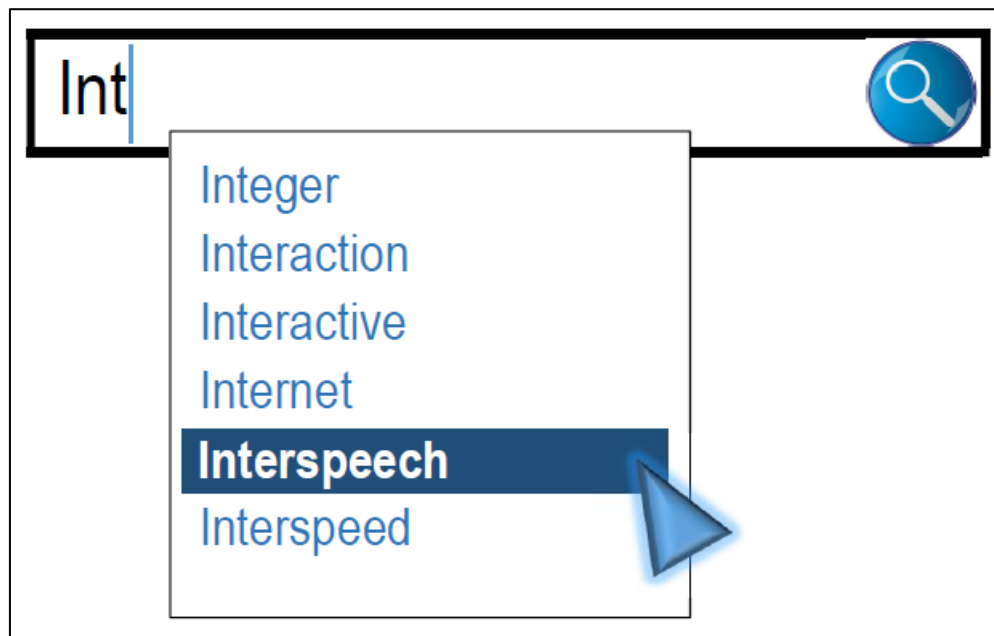 Int
Integer
Interaction
Interactive
Internet
Interspeech
Interspeed